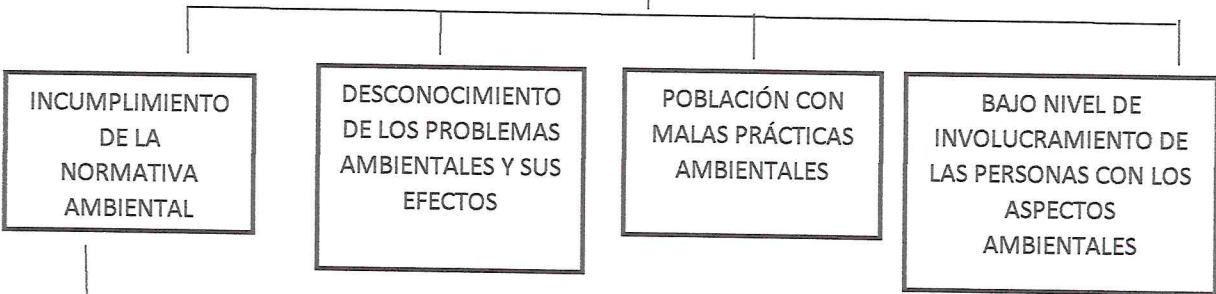 INCUMPLIMIENTO
DE LA
NORMATIVA
AMBIENTAL
DESCONOCIMIENTO
DE LOS PROBLEMAS
AMBIENTALES Y SUS
EFECTOS
POBLACIÓN CON
MALAS PRÁCTICAS
AMBIENTALES
BAJO NIVEL DE
INVOLUCRAMIENTO DE
LAS PERSONAS CON LOS
ASPECTOS
AMBIENTALES